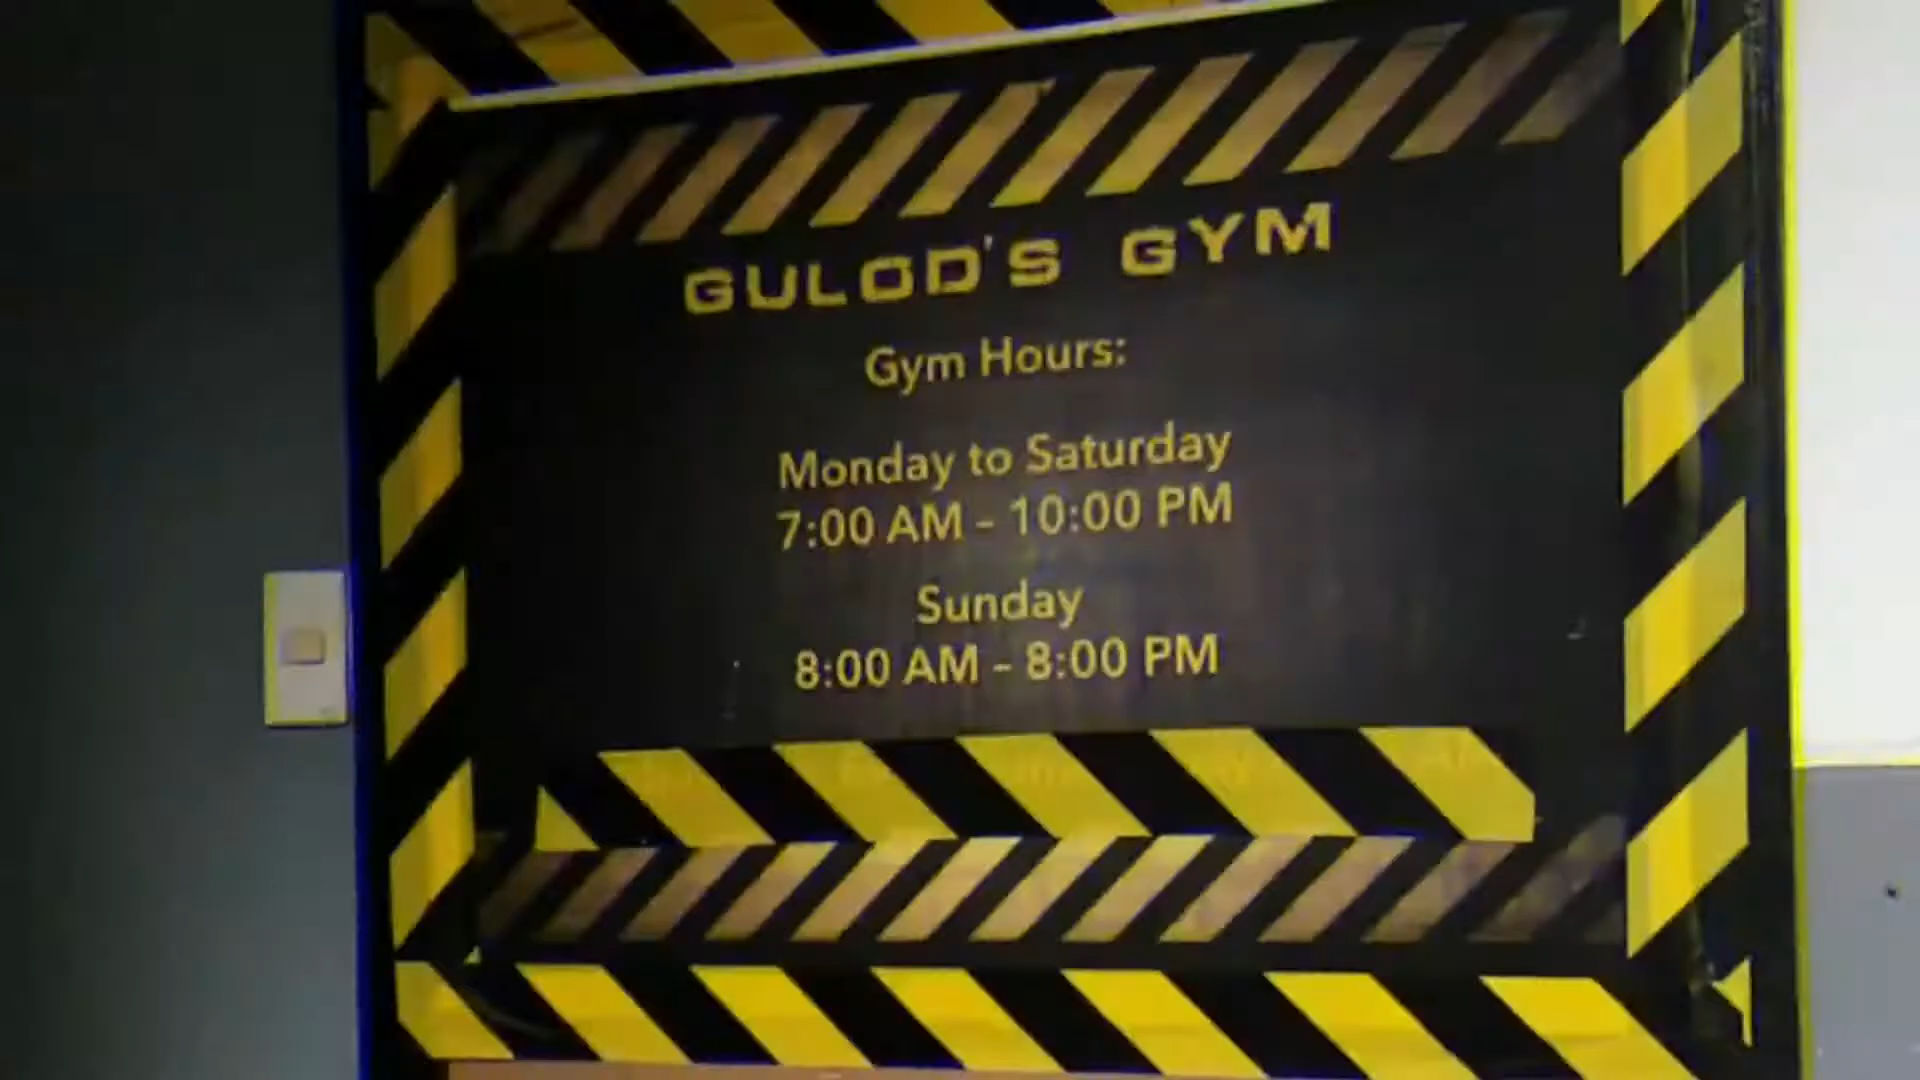 GULOD'S GYM
Gym Hours:
Monday to Saturday
7:00 AM – 10:00 PM
Sunday
8:00 AM – 8:00 PM